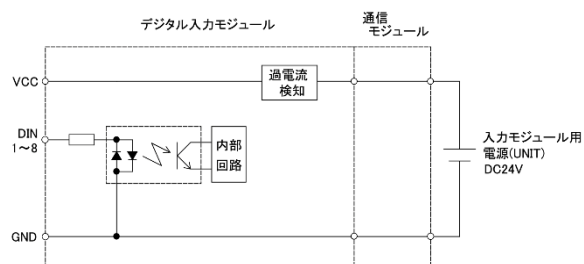 デジタル入力モジュール
通信
モジュール
VCC
過電流
検知
DIN
1～8
内部
回路
入力モジュール用
電源(UNIT)
DC24V
GND